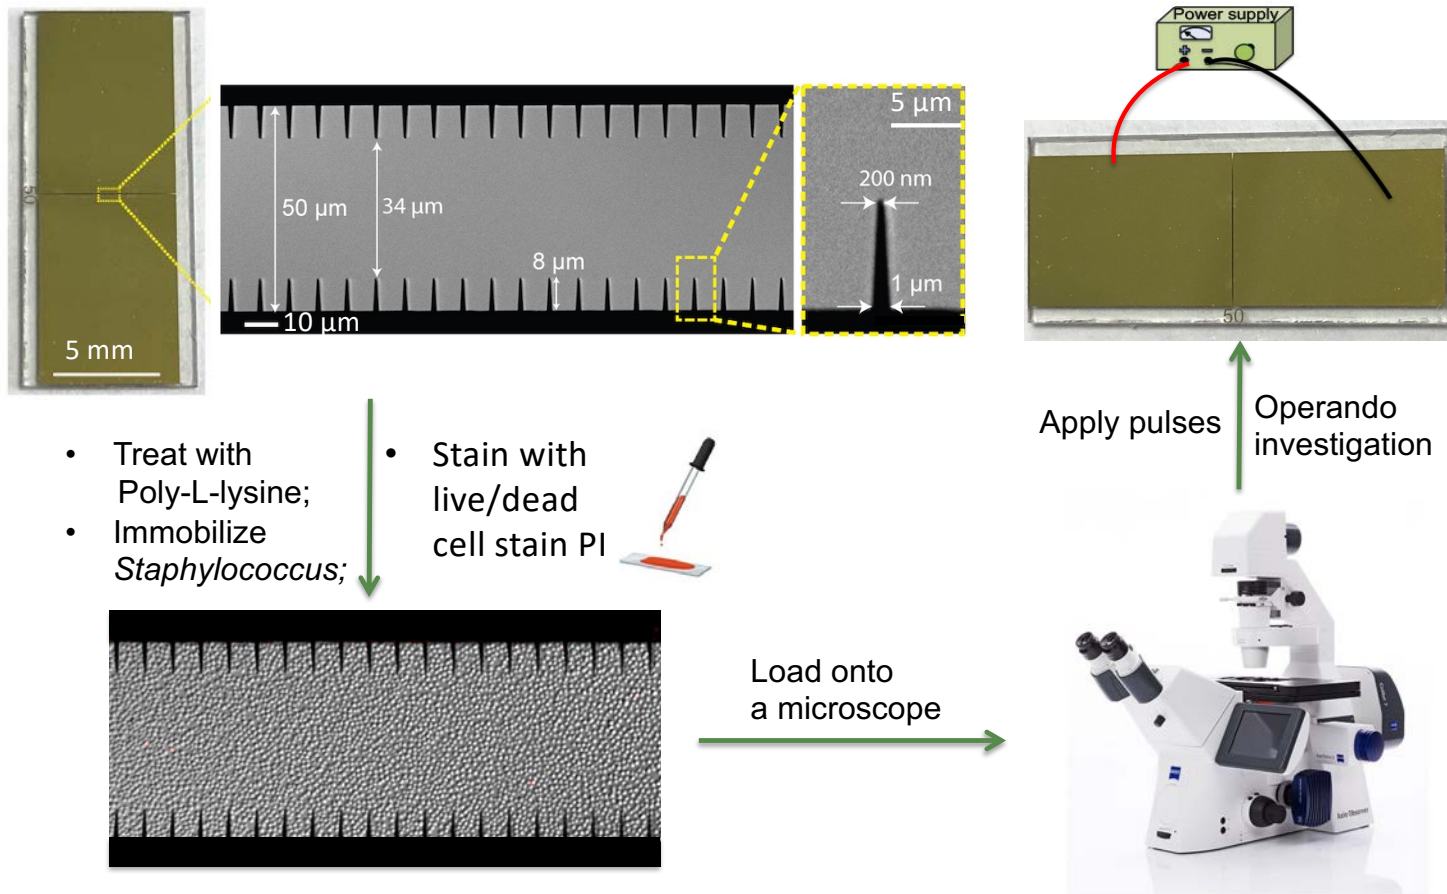 Power supply
+ –
50
5 mm
50 µm
34 µm
8 µm
10 µm
5 µm
200 nm
1 µm
50
• Treat with
Poly-L-lysine;
• Immobilize
Staphylococcus;
• Stain with
live/dead
cell stain PI
Load onto
a microscope
Apply pulses
Operando
investigation